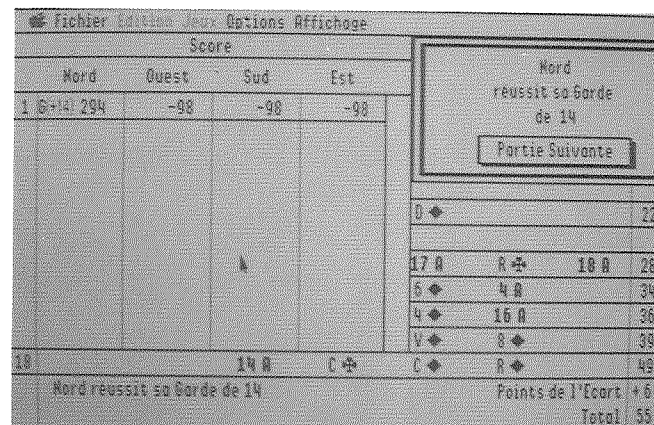 Fichier Edition Jeux Options Affichage
Score
Nord Ouest Sud Est
1 G(+14) 294 -98 -98 -98
Nord
réussit sa Garde
de 14
Partie Suivante
D ♦ 22
17 A R ♣ 18 A 28
6 ♦ 4 A 34
4 ♦ 16 A 36
V ♦ 8 ♦ 39
18 14 A C ♣ C ♦ R ♦ 49
Nord réussit sa Garde de 14 Points de l'Ecart + 6
Total 55